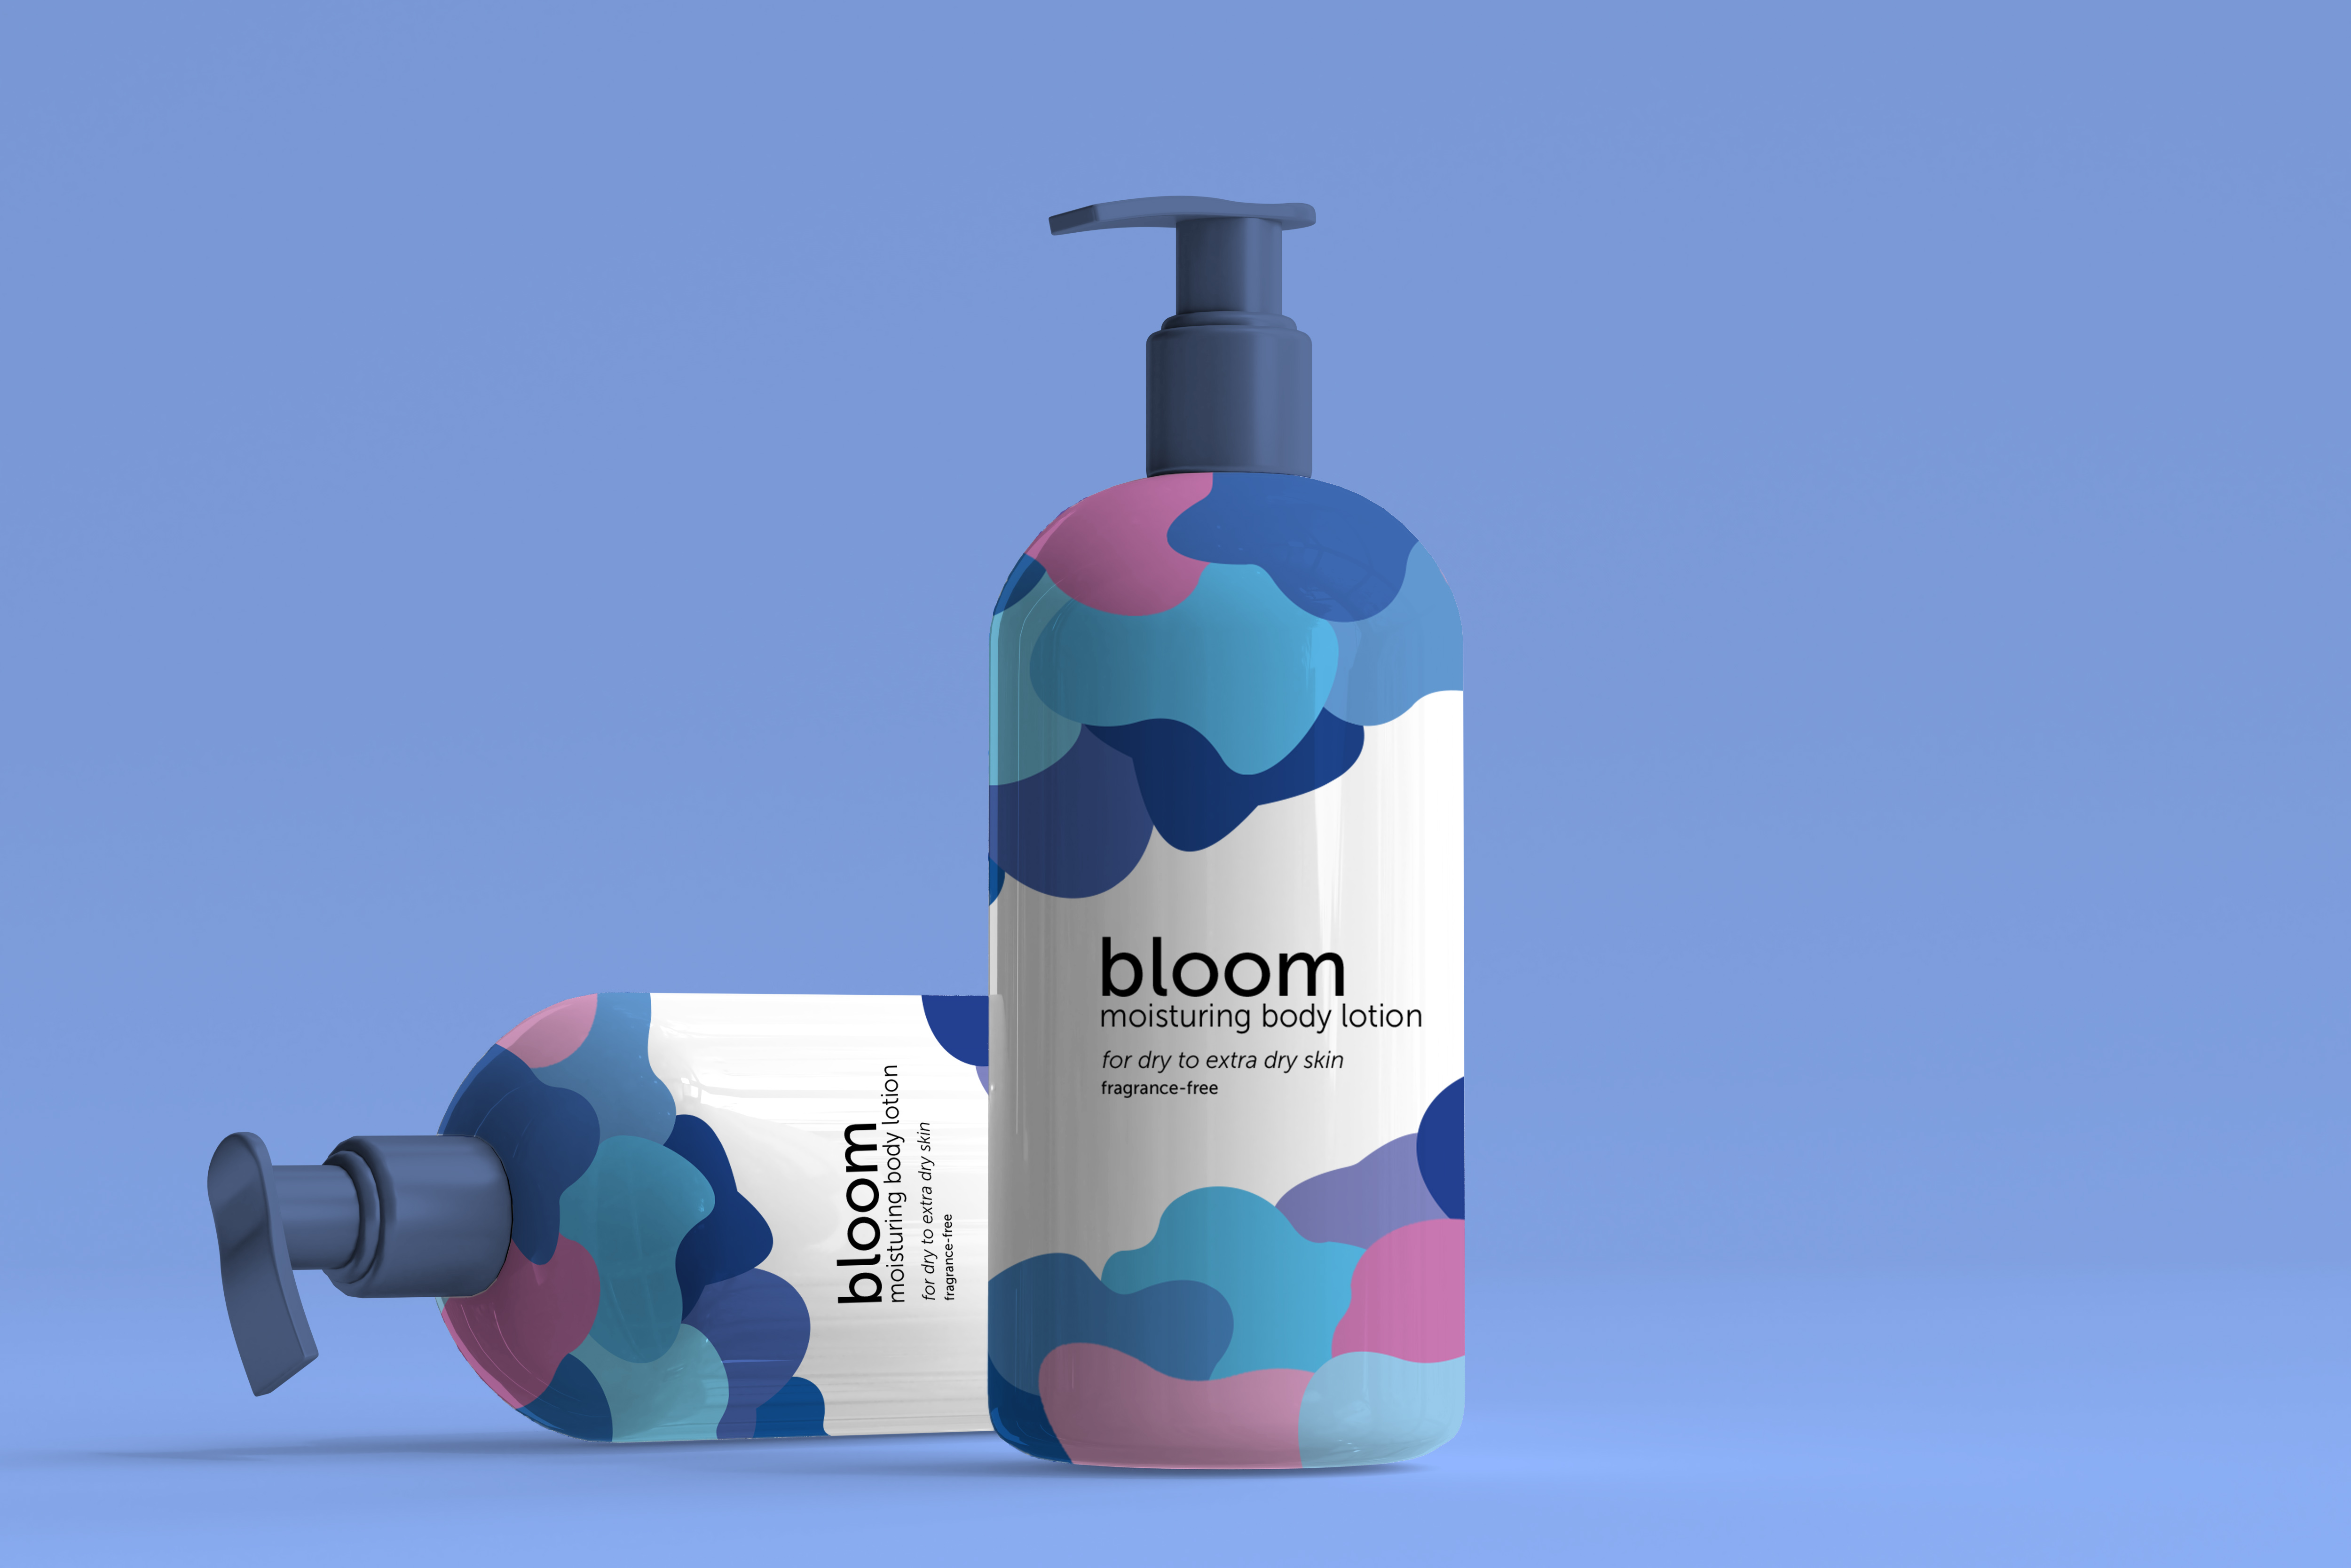 bloom
moisturing body lotion
for dry to extra dry skin
fragrance-free
bloom
moisturing body lotion
for dry to extra dry skin
fragrance-free